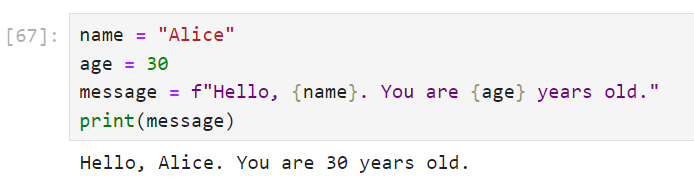 [67]: name = "Alice"
age = 30
message = f"Hello, {name}. You are {age} years old."
print(message)
Hello, Alice. You are 30 years old.